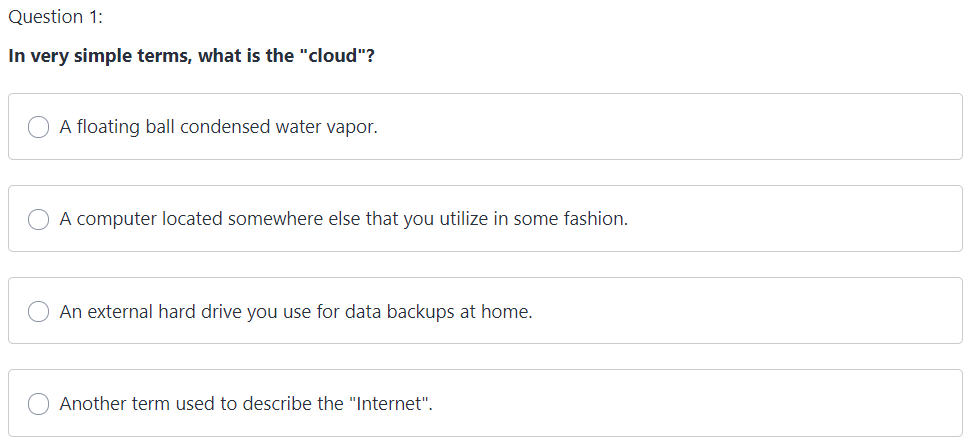 Question 1:
In very simple terms, what is the "cloud"?
A floating ball condensed water vapor.
A computer located somewhere else that you utilize in some fashion.
An external hard drive you use for data backups at home.
Another term used to describe the "Internet".